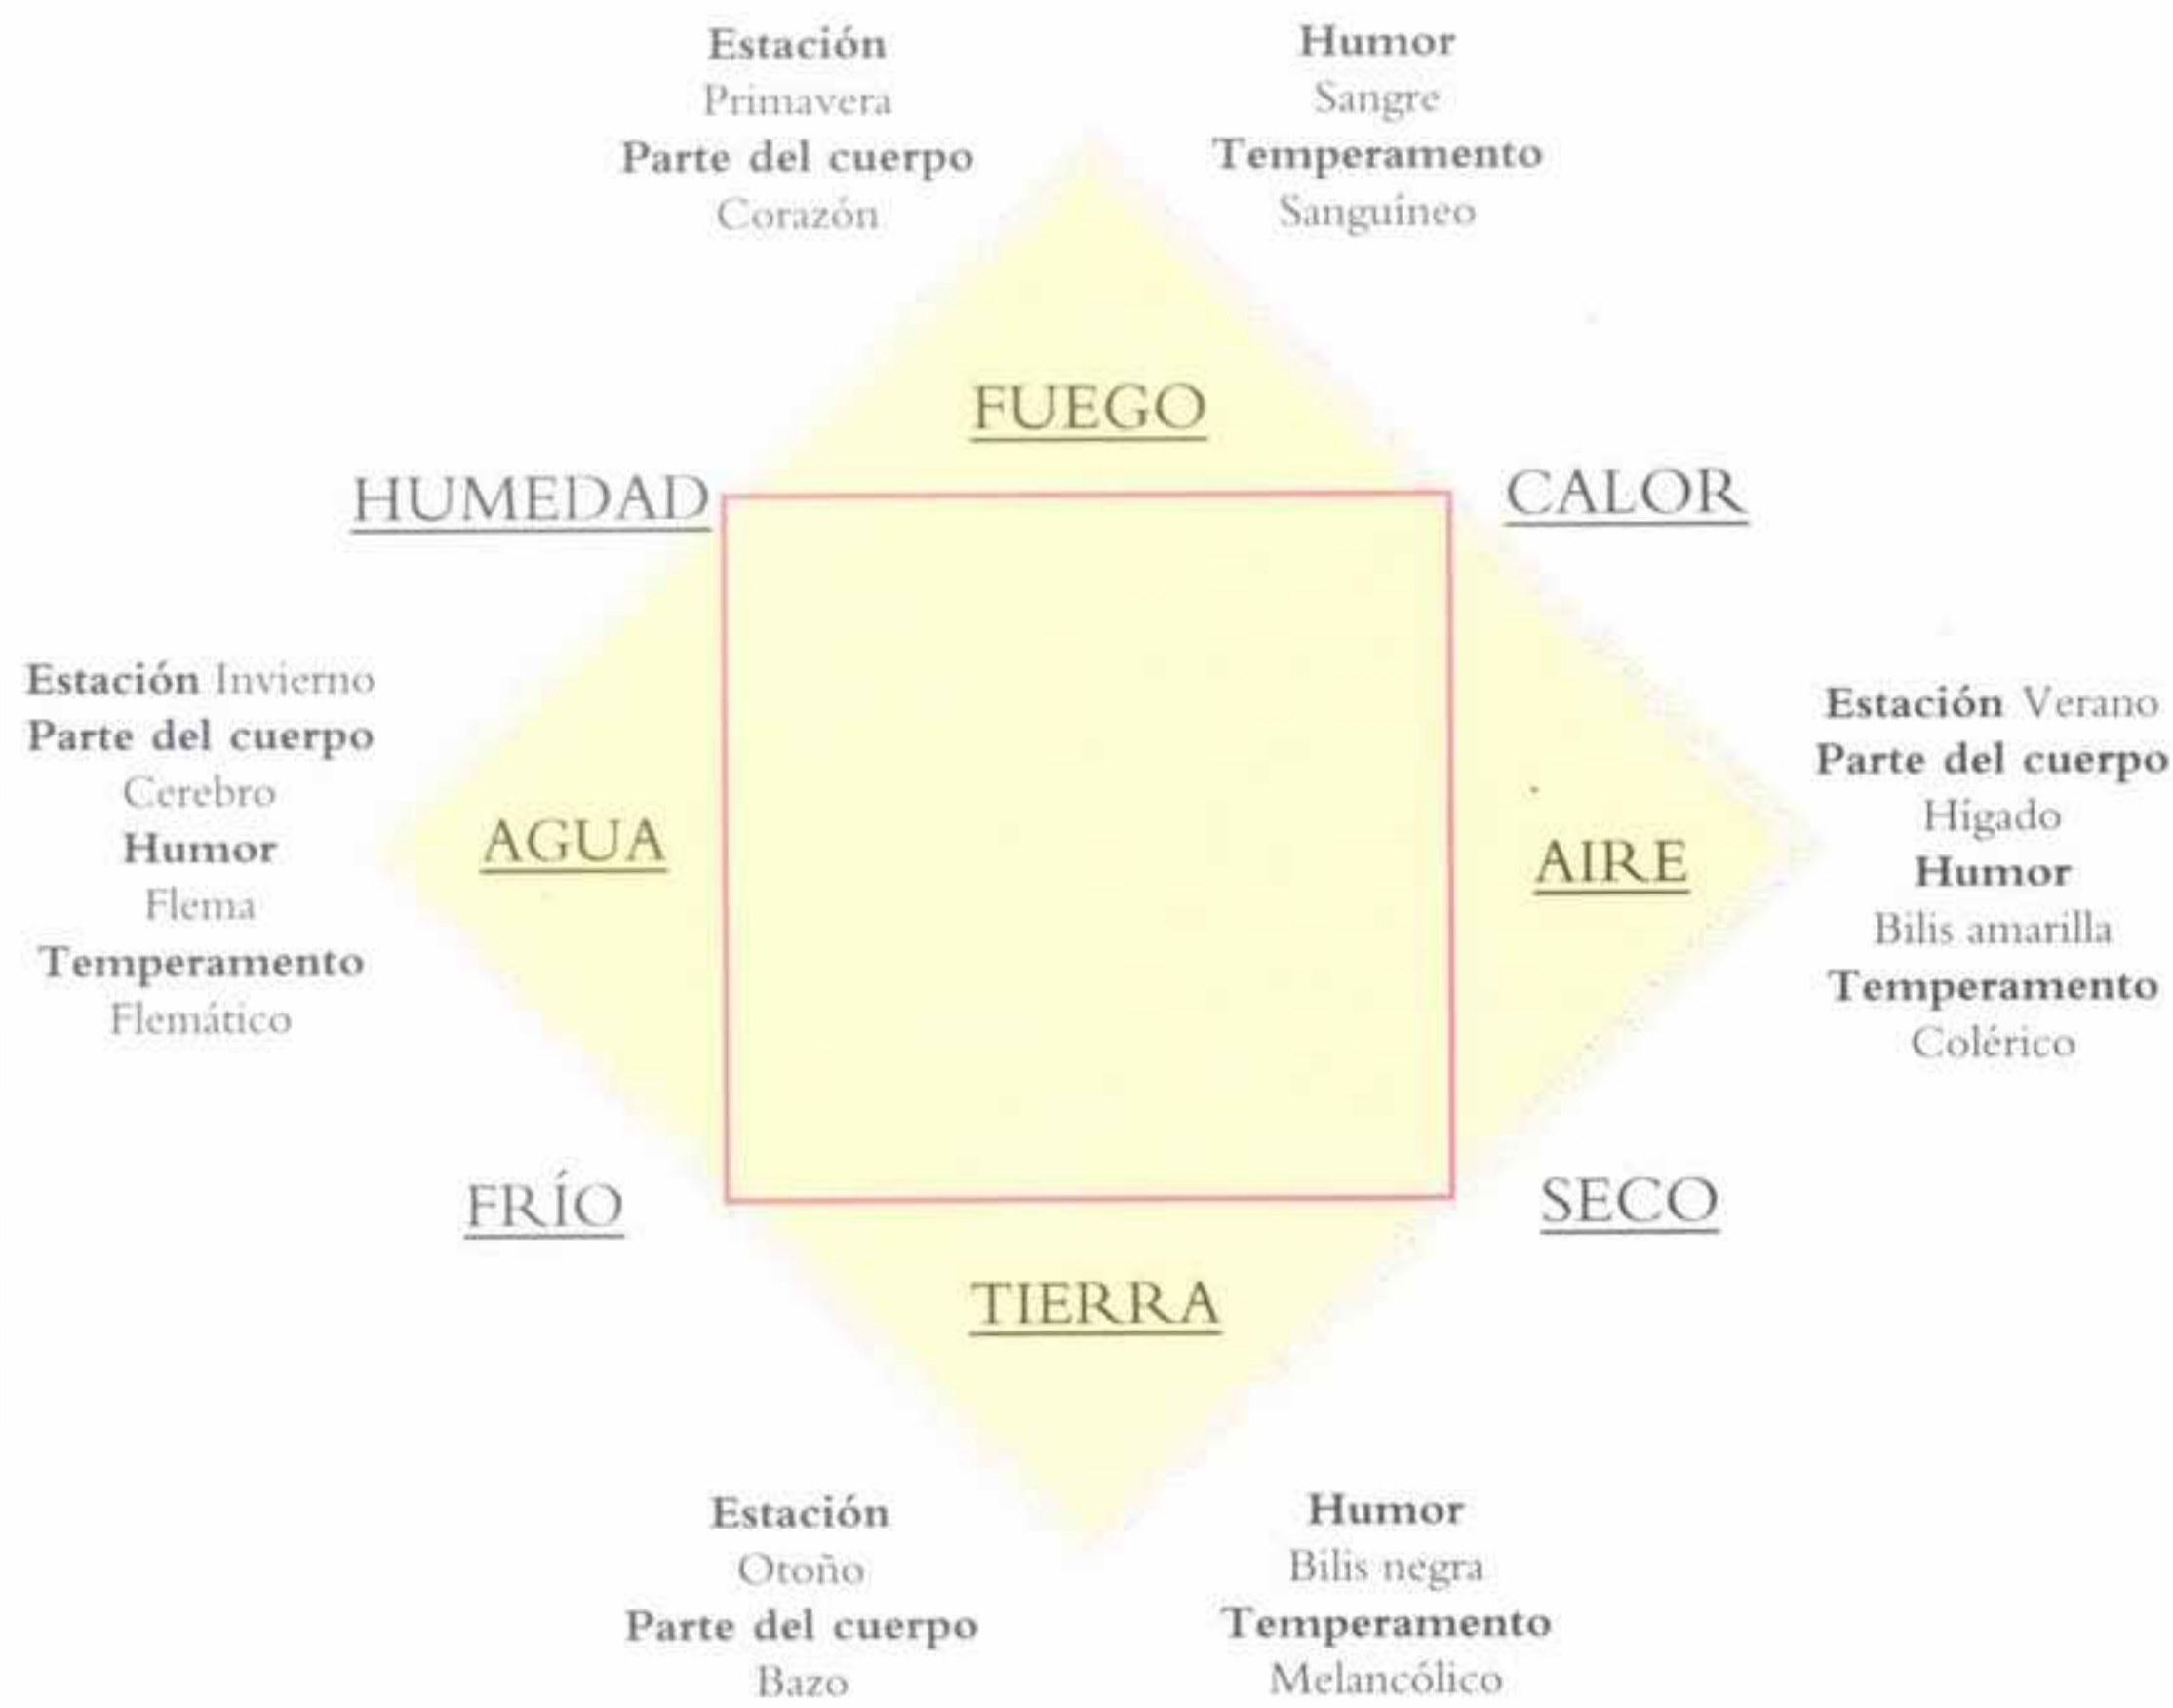 Estación
Primavera
Parte del cuerpo
Corazón
Humor
Sangre
Temperamento
Sanguíneo
FUEGO
HUMEDAD
CALOR
Estación Invierno
Parte del cuerpo
Cerebro
Humor
Flema
Temperamento
Flemático
AGUA
AIRE
Estación Verano
Parte del cuerpo
Hígado
Humor
Bilis amarilla
Temperamento
Colérico
FRÍO
SECO
TIERRA
Estación
Otoño
Parte del cuerpo
Bazo
Humor
Bilis negra
Temperamento
Melancólico